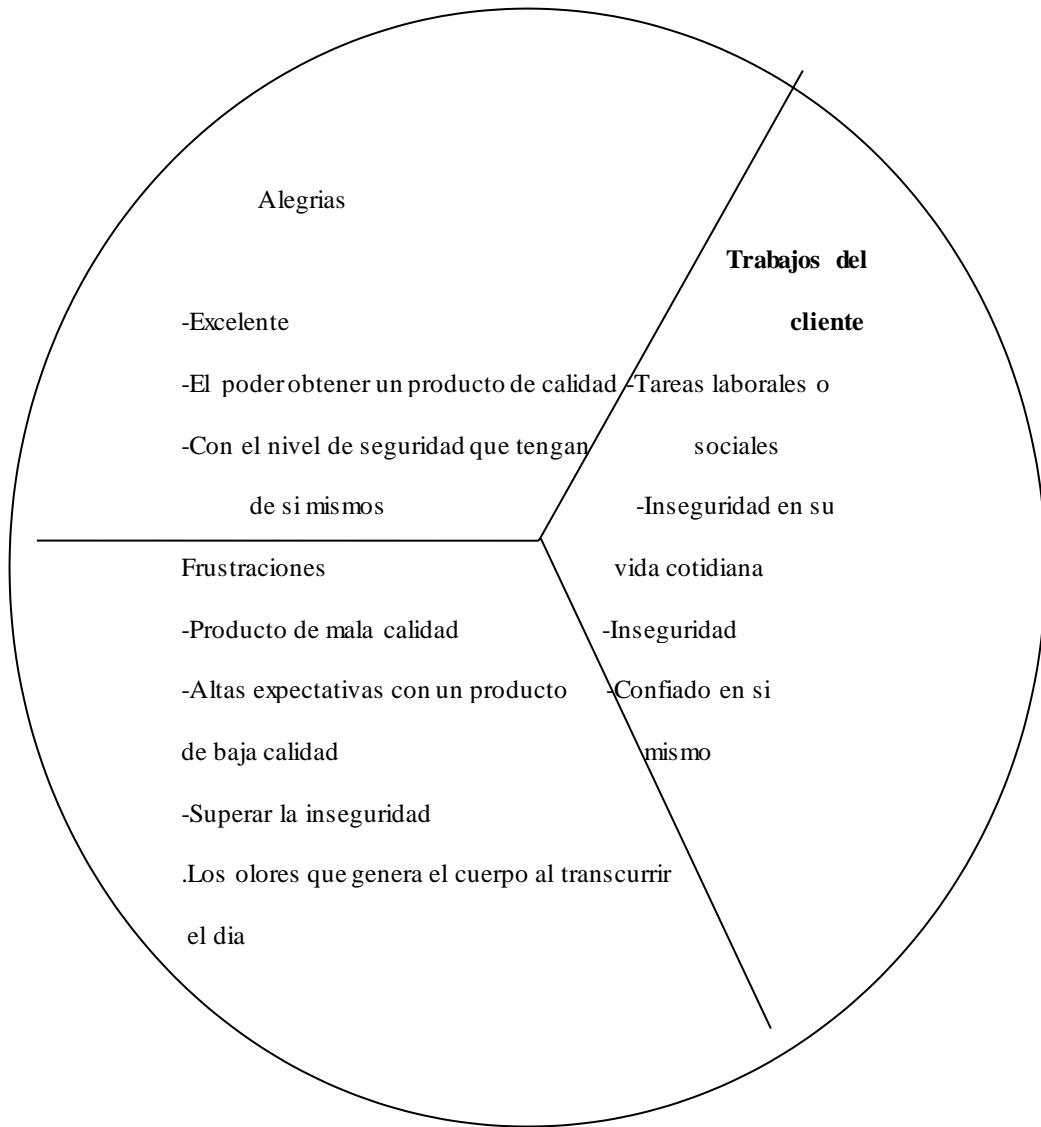 Alegrias
-Excelente
-El poder obtener un producto de calidad
-Con el nivel de seguridad que tengan
de si mismos
Trabajos del
cliente
-Tareas laborales o
sociales
-Inseguridad en su
vida cotidiana
-Inseguridad
-Confiado en si
mismo
Frustraciones
-Producto de mala calidad
-Altas expectativas con un producto
de baja calidad
-Superar la inseguridad
.Los olores que genera el cuerpo al transcurrir
el dia